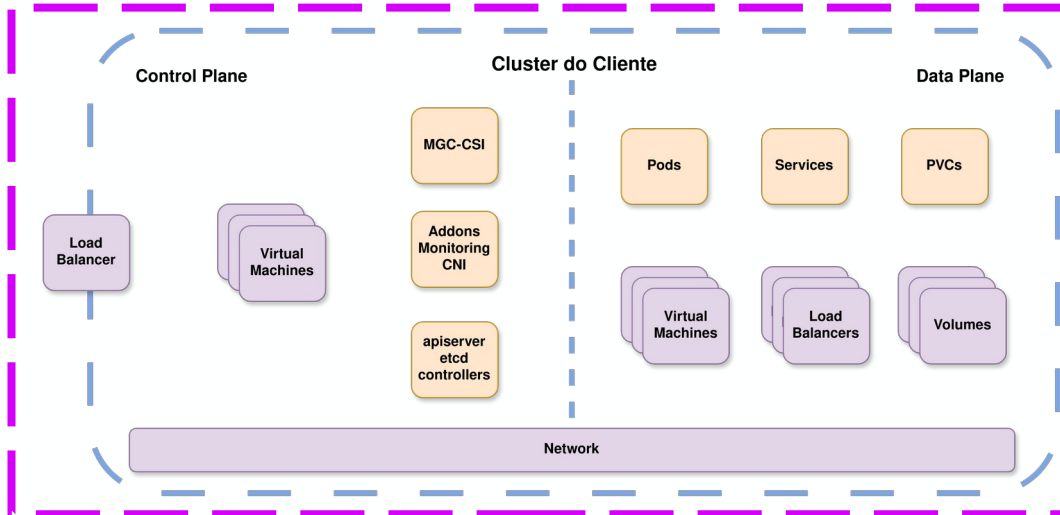 Cluster do Cliente
Control Plane
Data Plane
MGC-CSI
Pods
Services
PVCs
Load
Balancer
Virtual
Machines
Addons
Monitoring
CNI
Virtual
Machines
Load
Balancers
Volumes
apiserver
etcd
controllers
Network